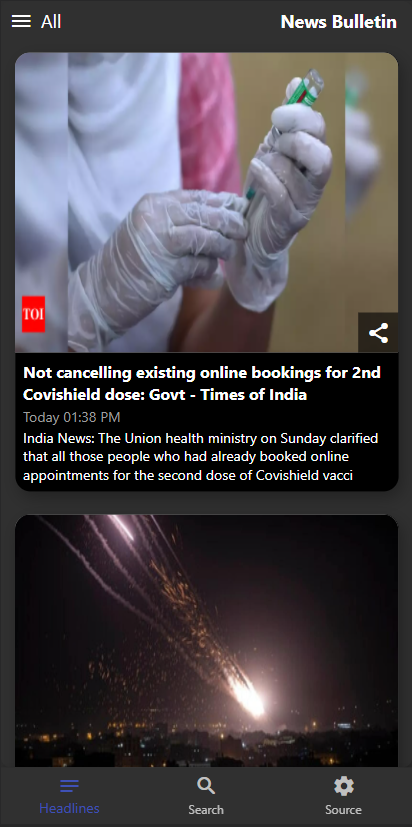 All
News Bulletin
TOI
Not cancelling existing online bookings for 2nd
Covishield dose: Govt - Times of India
Today 01:38 PM
India News: The Union health ministry on Sunday clarified
that all those people who had already booked online
appointments for the second dose of Covishield vacci
Headlines
Search
Source